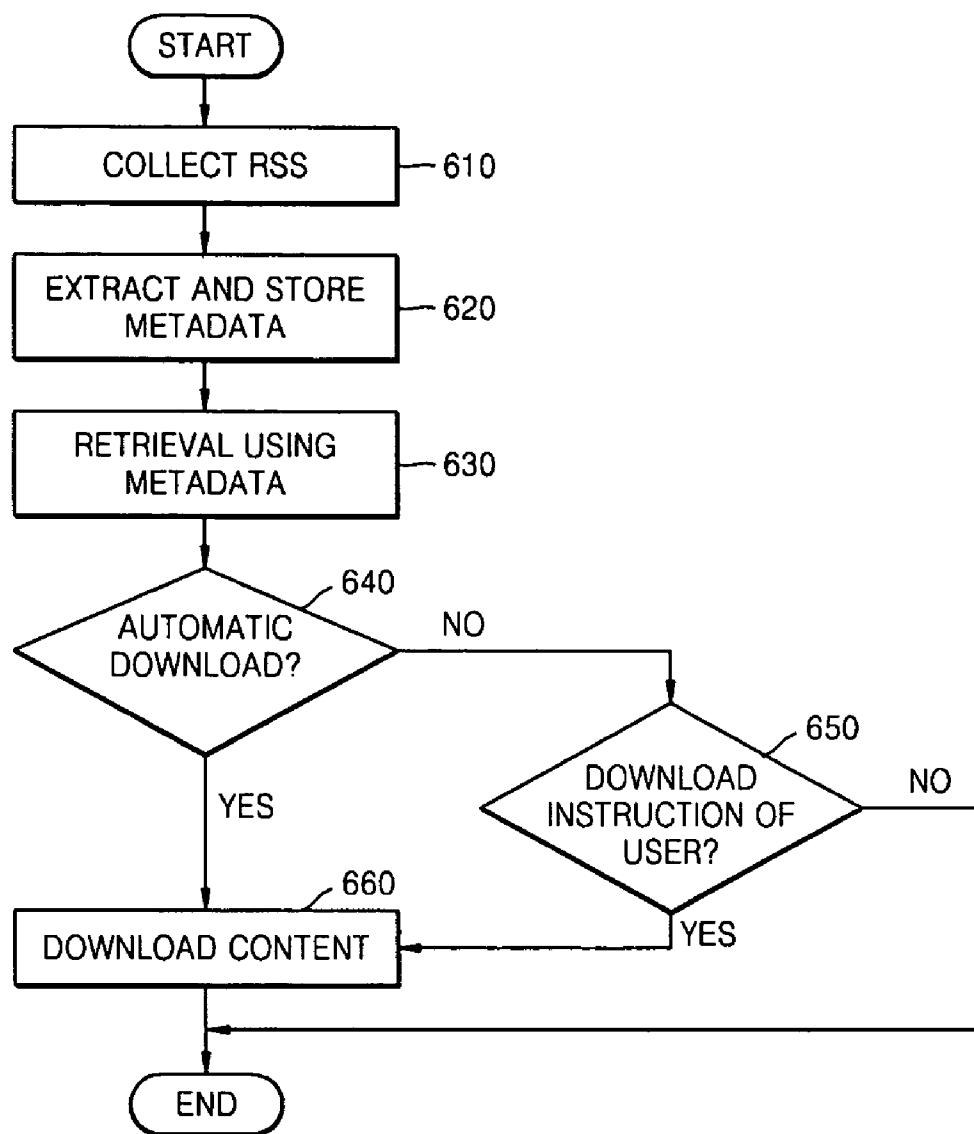 START
COLLECT RSS
610
EXTRACT AND STORE
METADATA
620
RETRIEVAL USING
METADATA
630
640
AUTOMATIC
DOWNLOAD?
NO
650
DOWNLOAD
INSTRUCTION OF
USER?
NO
YES
660
DOWNLOAD CONTENT
YES
END